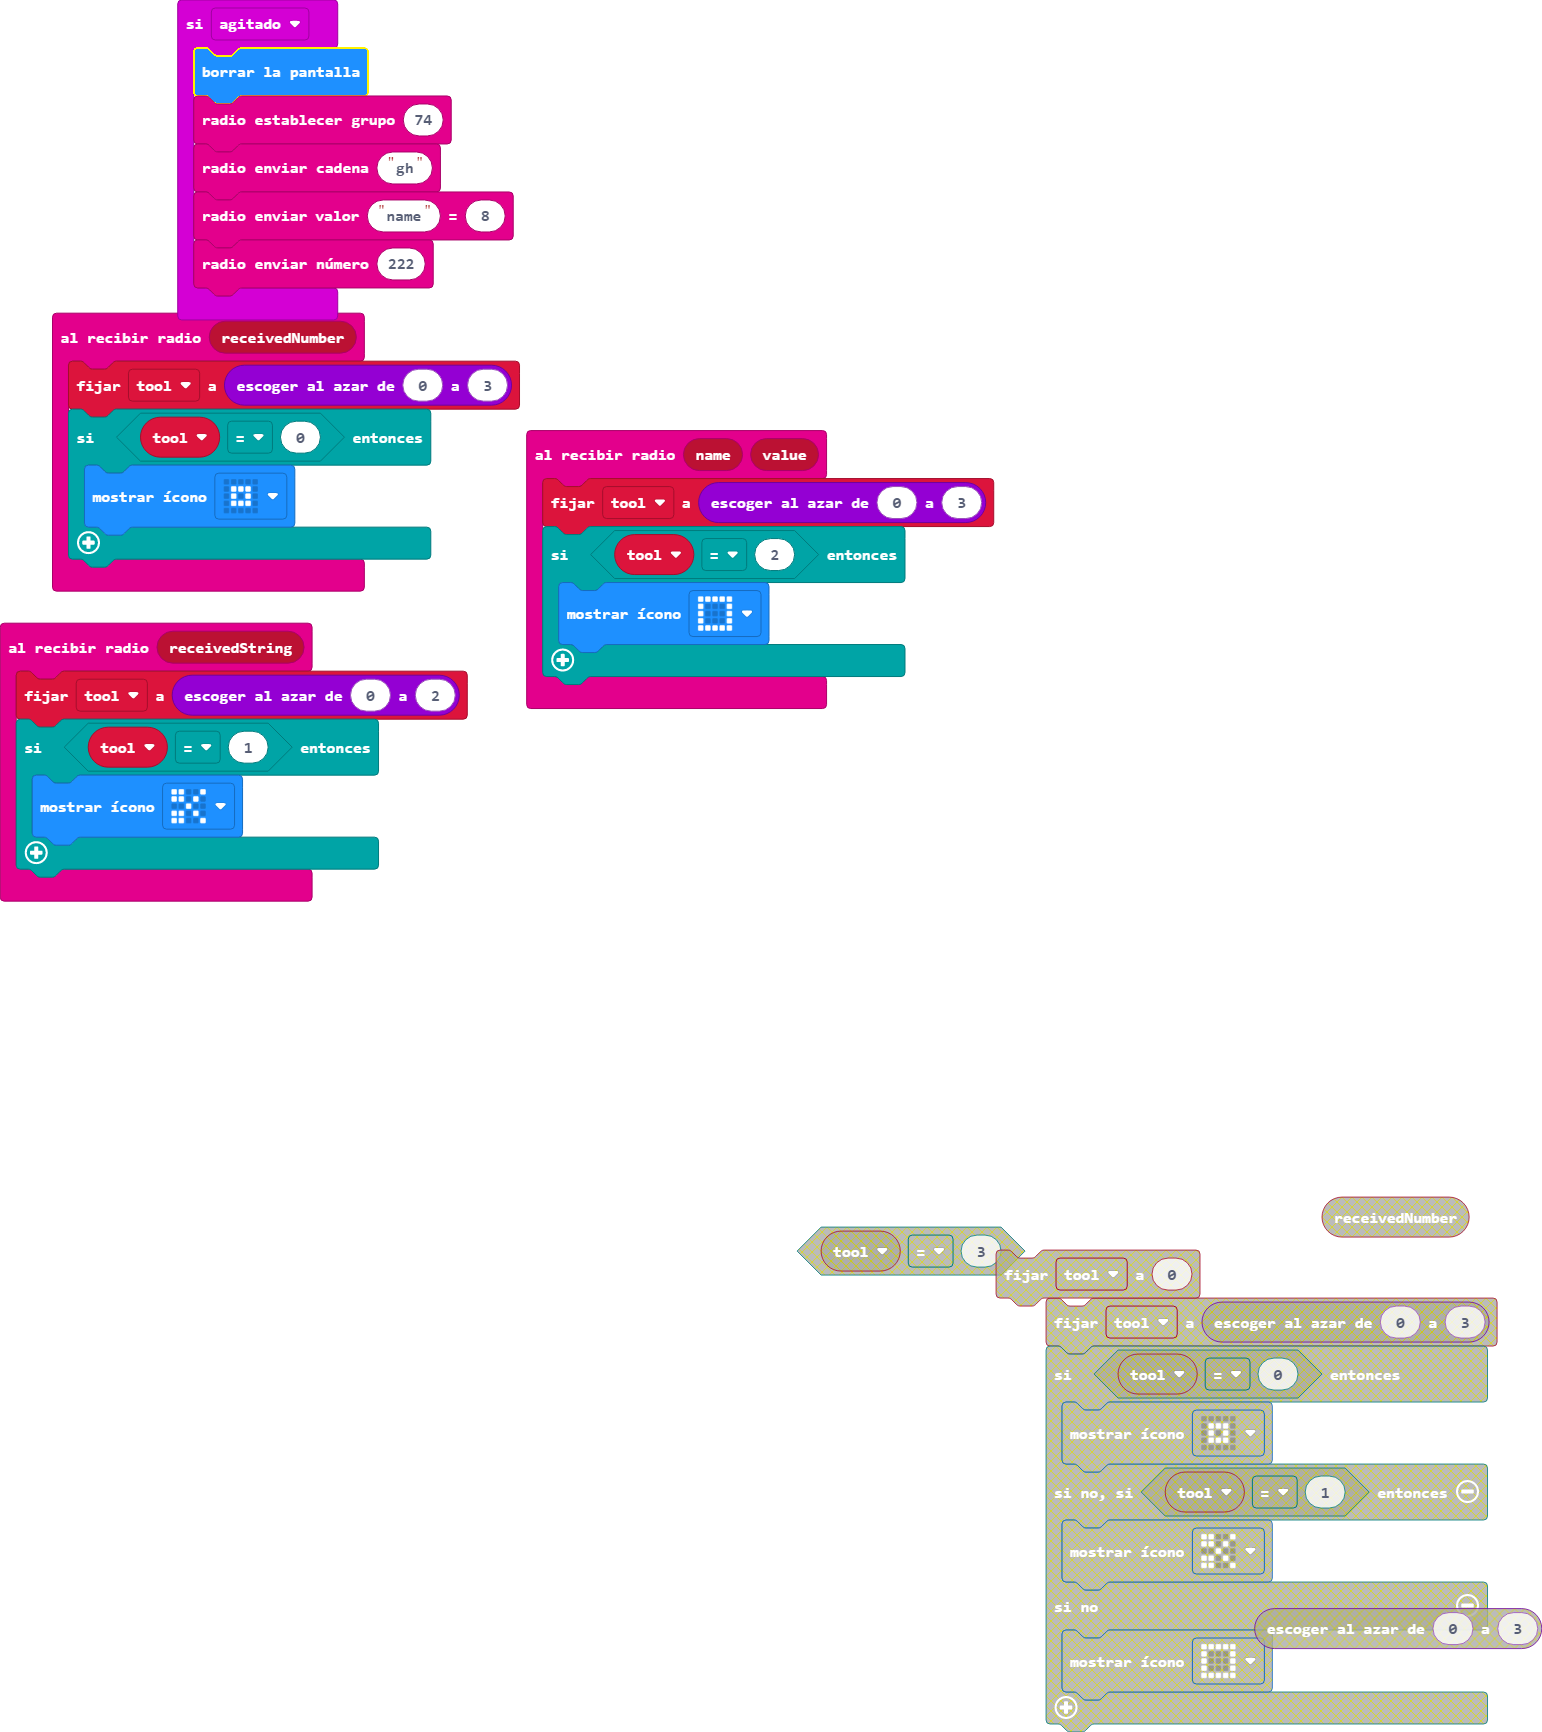 si agitado
borrar la pantalla
radio establecer grupo 74
radio enviar cadena "gh"
radio enviar valor "name" = 8
radio enviar número 222
al recibir radio receivedNumber
fijar tool a escoger al azar de 0 a 3
si tool = 0 entonces
mostrar ícono
al recibir radio name value
fijar tool a escoger al azar de 0 a 3
si tool = 2 entonces
mostrar ícono
al recibir radio receivedString
fijar tool a escoger al azar de 0 a 2
si tool = 1 entonces
mostrar ícono
receivedNumber
tool = 3
fijar tool a 0
fijar tool a escoger al azar de 0 a 3
si tool = 0 entonces
mostrar ícono
si no, si tool = 1 entonces
mostrar ícono
si no
escoger al azar de 0 a 3
mostrar ícono